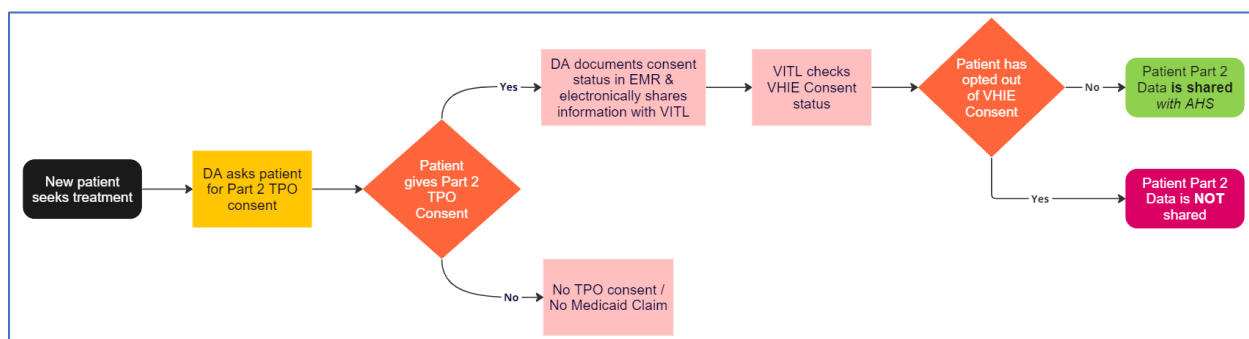 New patient
seeks treatment
DA asks patient
for Part 2 TPO
consent
Patient
gives Part 2
TPO
Consent
Yes
DA documents consent
status in EMR &
electronically shares
information with VITL
VITL checks
VHIE Consent
status
Patient has
opted out
of VHIE
Consent
No
Patient Part 2
Data is shared
with AHS
Yes
Patient Part 2
Data is NOT
shared
No
No TPO consent /
No Medicaid Claim